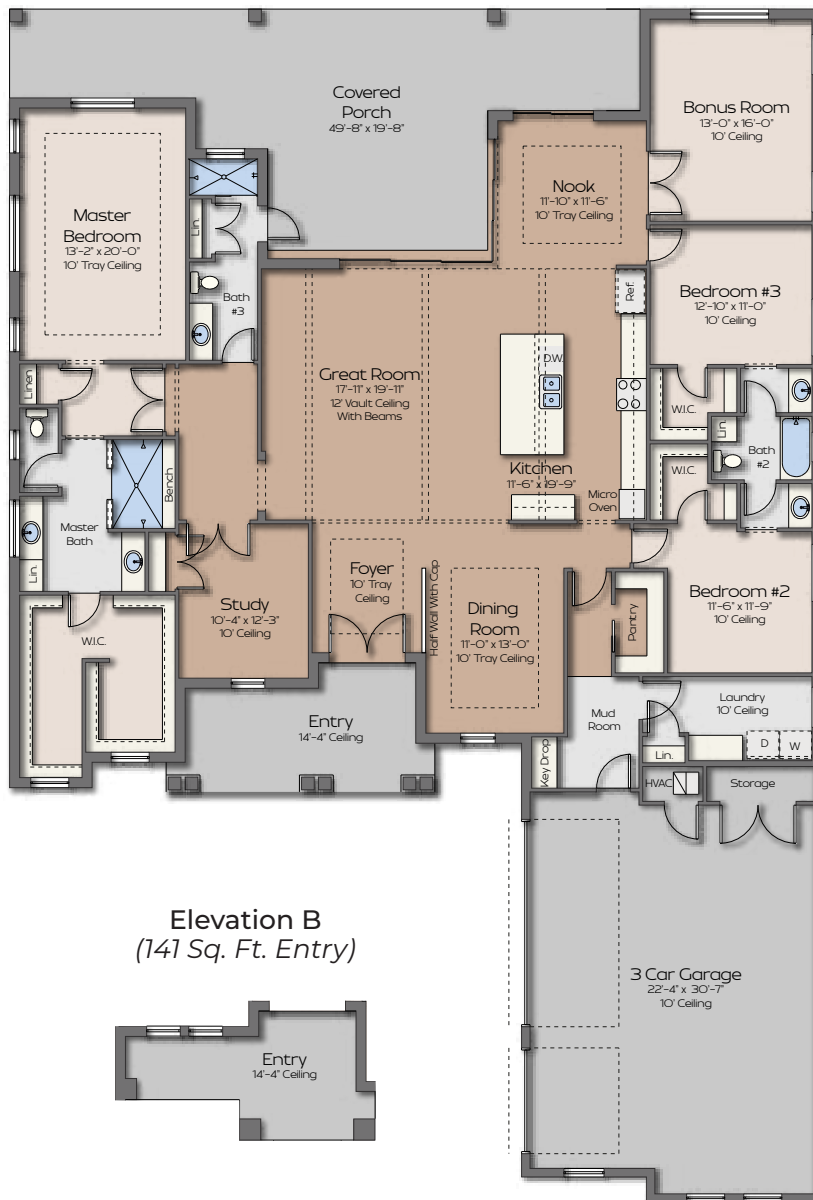 Covered
Porch
49'-8" x 19'-8"
Bonus Room
13'-0" x 16'-0"
10' Ceiling
Nook
11'-10" x 11'-6"
10' Tray Ceiling
Master
Bedroom
13'-2" x 20'-0"
10' Tray Ceiling
Lin.
Bath
#3
Ref.
Bedroom #3
12'-10" x 11'-0"
10' Ceiling
Great Room
17'-11" x 19'-11"
12' Vault Ceiling
With Beams
D.W.
Linen
W.I.C.
Lin.
Bath
#2
Kitchen
11'-6" x 19'-9"
W.I.C.
Micro
Oven
Bench
Master
Bath
Lin.
Foyer
10' Tray
Ceiling
Half Wall With Cap
Study
10'-4" x 12'-3"
10' Ceiling
Dining
Room
11'-0" x 13'-0"
10' Tray Ceiling
Pantry
Bedroom #2
11'-6" x 11'-9"
10' Ceiling
W.I.C.
Entry
14'-4" Ceiling
Mud
Room
Laundry
10' Ceiling
D
W
Key Drop
Lin.
HVAC
Storage
Elevation B
(141 Sq. Ft. Entry)
3 Car Garage
22'-4" x 30'-7"
10' Ceiling
Entry
14'-4" Ceiling